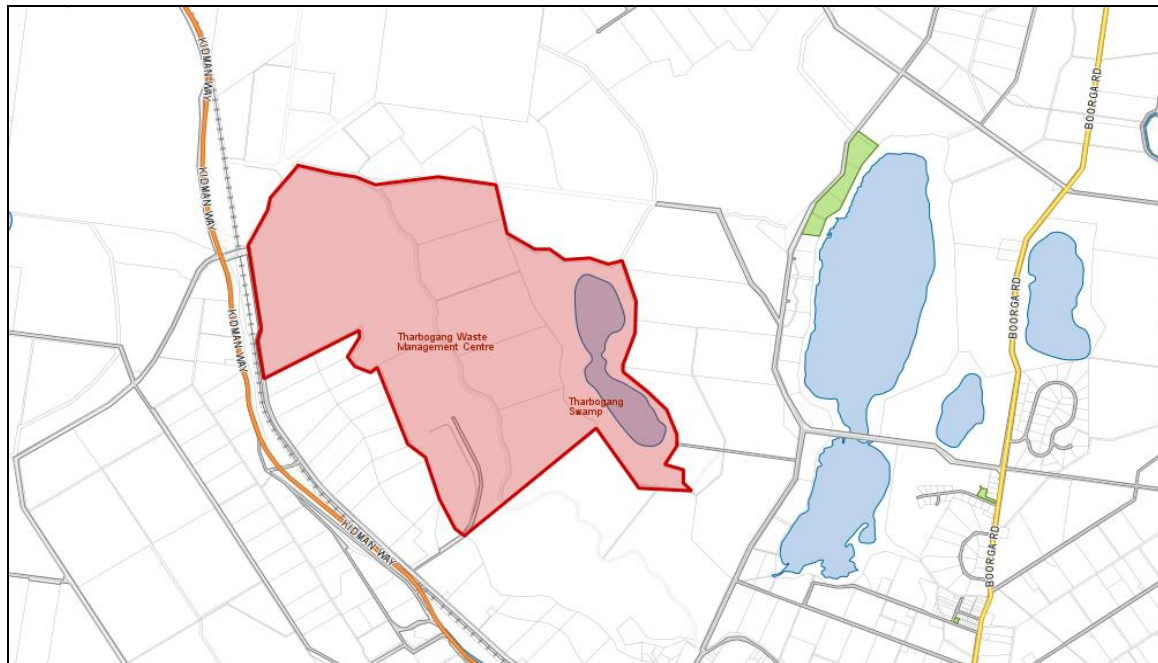 KIDMAN WAY
KIDMAN WAY
KIDMAN WAY
KIDMAN WAY
Tharbogang Waste
Management Centre
Tharbogang
Swamp
BOORGA RD
BOORGA RD
BOORGA RD